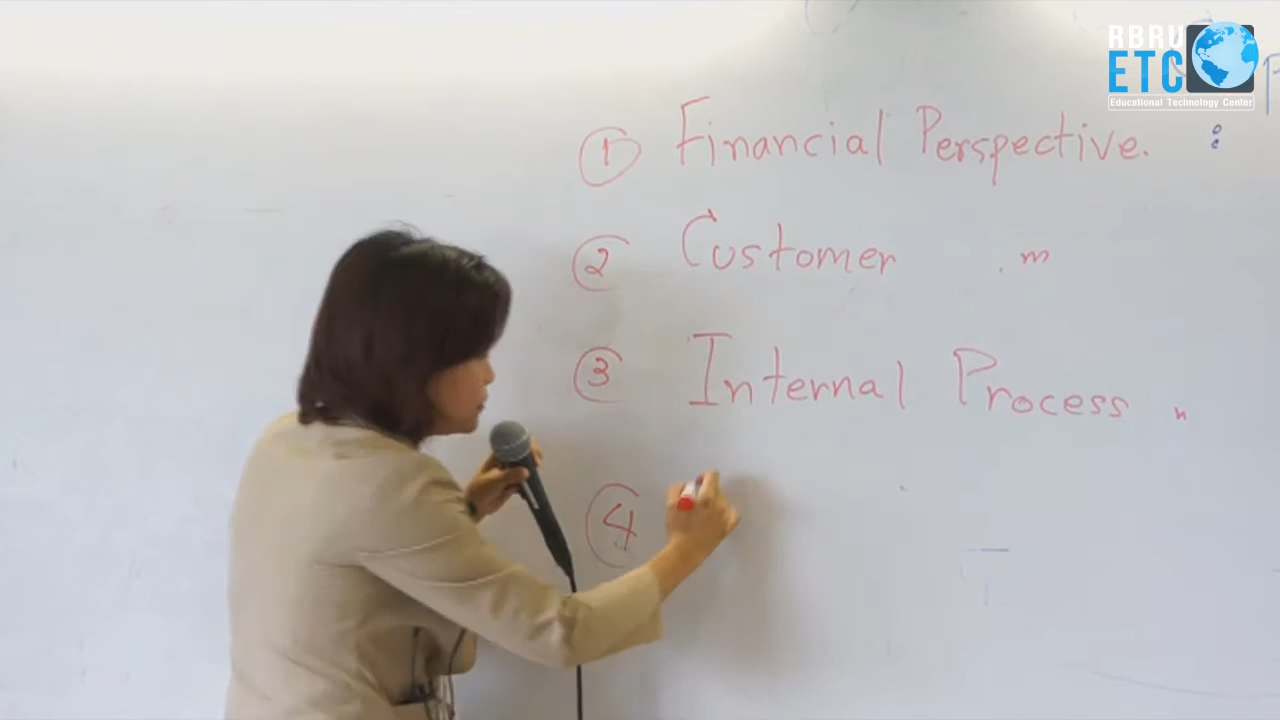 RBRU
ETC
Educational Technology Center
① Financial Perspective. :
② Customer "
③ Internal Process "
④